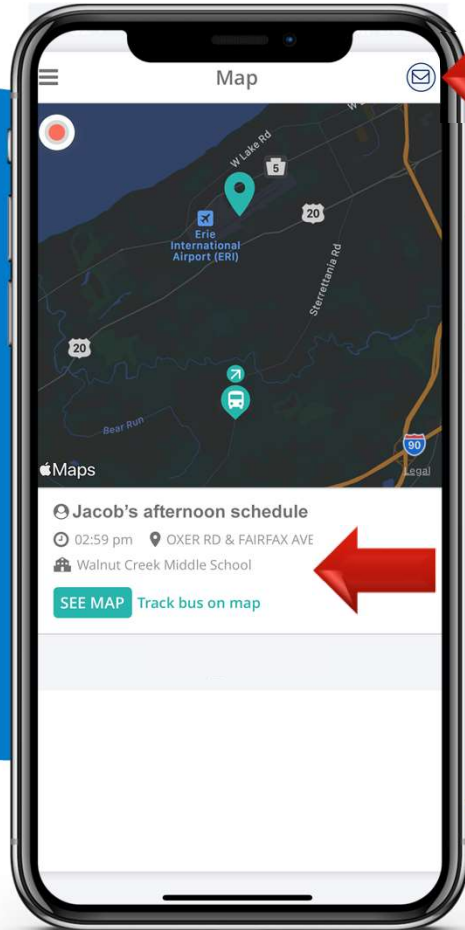 Map
W Lake Rd
5
20
Erie
International
Airport (ERI)
Sterrettania Rd
20
Bear Run
90
Maps
Legal
Jacob's afternoon schedule
02:59 pm OXER RD & FAIRFAX AVE
Walnut Creek Middle School
SEE MAP Track bus on map